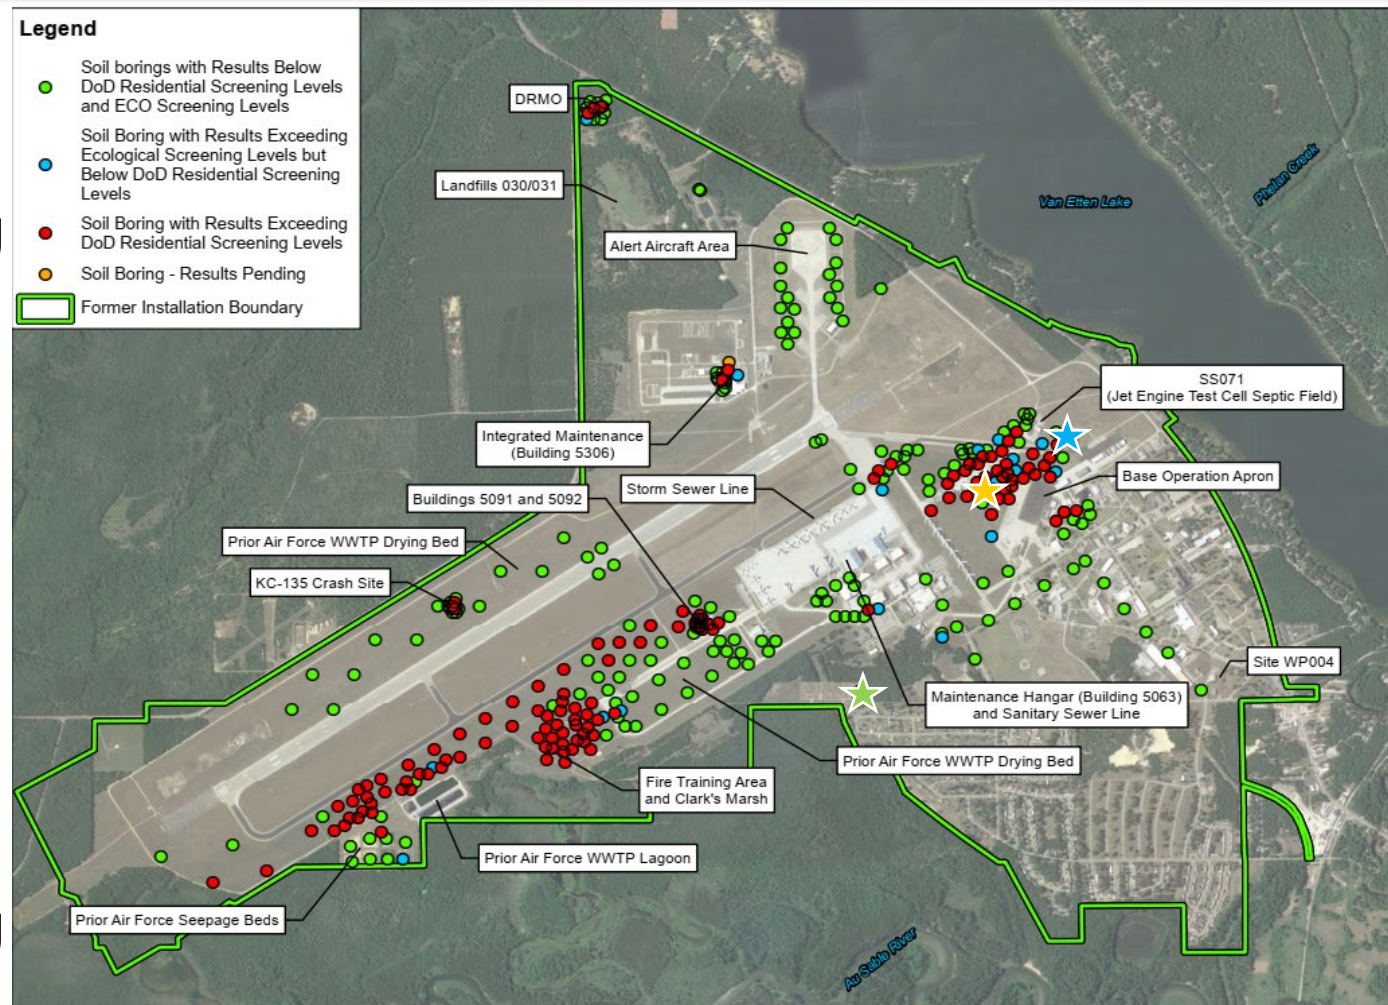 Legend
Soil borings with Results Below
DoD Residential Screening Levels
and ECO Screening Levels
Soil Boring with Results Exceeding
Ecological Screening Levels but
Below DoD Residential Screening
Levels
Soil Boring with Results Exceeding
DoD Residential Screening Levels
Soil Boring - Results Pending
Former Installation Boundary
DRMO
Landfills 030/031
Alert Aircraft Area
Van Etten Lake
Phelan Creek
SS071
(Jet Engine Test Cell Septic Field)
Integrated Maintenance
(Building 5306)
Base Operation Apron
Storm Sewer Line
Buildings 5091 and 5092
Prior Air Force WWTP Drying Bed
KC-135 Crash Site
Site WP004
Maintenance Hangar (Building 5063)
and Sanitary Sewer Line
Prior Air Force WWTP Drying Bed
Fire Training Area
and Clark's Marsh
Prior Air Force WWTP Lagoon
Prior Air Force Seepage Beds
Au Sable River